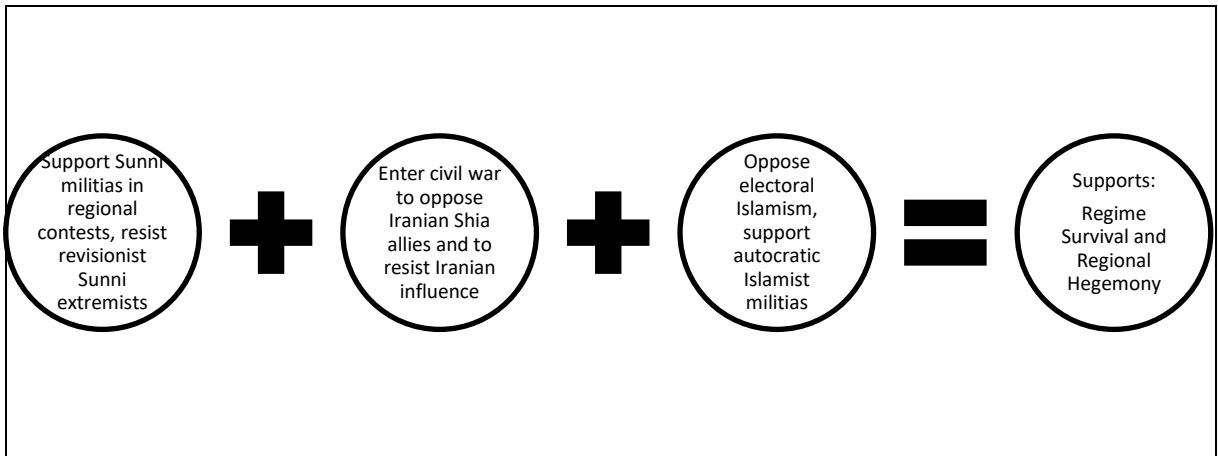 Support Sunni
militias in
regional
contests, resist
revisionist
Sunni
extremists
Enter civil war
to oppose
Iranian Shia
allies and to
resist Iranian
influence
Oppose
electoral
Islamism,
support
autocratic
Islamist
militias
Supports:
Regime
Survival and
Regional
Hegemony